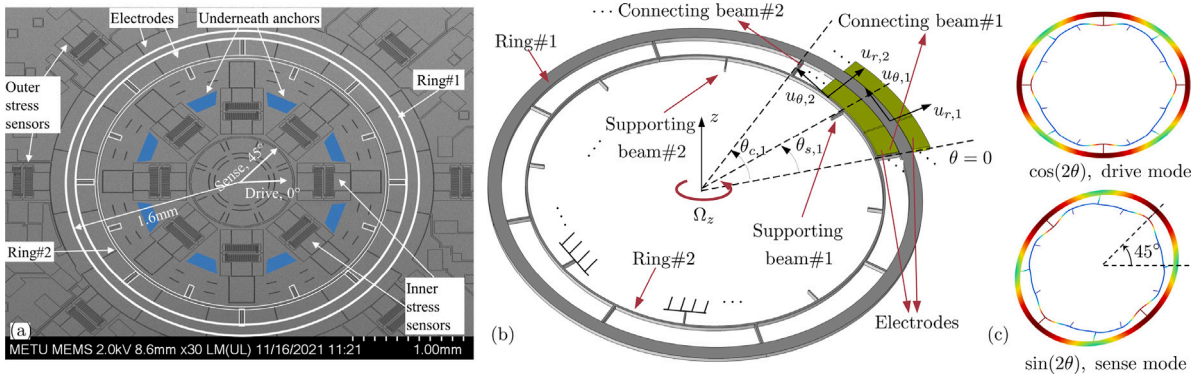 Electrodes
Underneath anchors
Outer
stress
sensors
Ring#1
Sense, 45°
Drive, 0°
1.6mm
Ring#2
Inner
stress
sensors
(a)
METU MEMS 2.0kV 8.6mm x30 LM(UL) 11/16/2021 11:21
1.00mm
Connecting beam#2
Connecting beam#1
Ring#1
u_{r,2}
u_{θ,1}
u_{θ,2}
u_{r,1}
Supporting
beam#2
z
θ_{c,1}
θ_{s,1}
θ = 0
Ω_z
Supporting
beam#1
Ring#2
Electrodes
(b)
cos(2θ), drive mode
45°
(c)
sin(2θ), sense mode